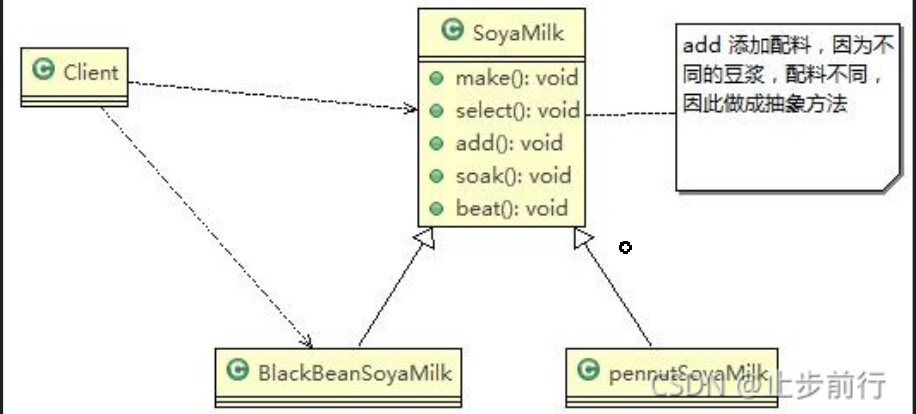 SoyaMilk
Client
make(): void
select(): void
add(): void
soak(): void
beat(): void
add 添加配料，因为不
同的豆浆，配料不同，
因此做成抽象方法
BlackBeanSoyaMilk
pennutSoyaMilk
CSDN @止步前行